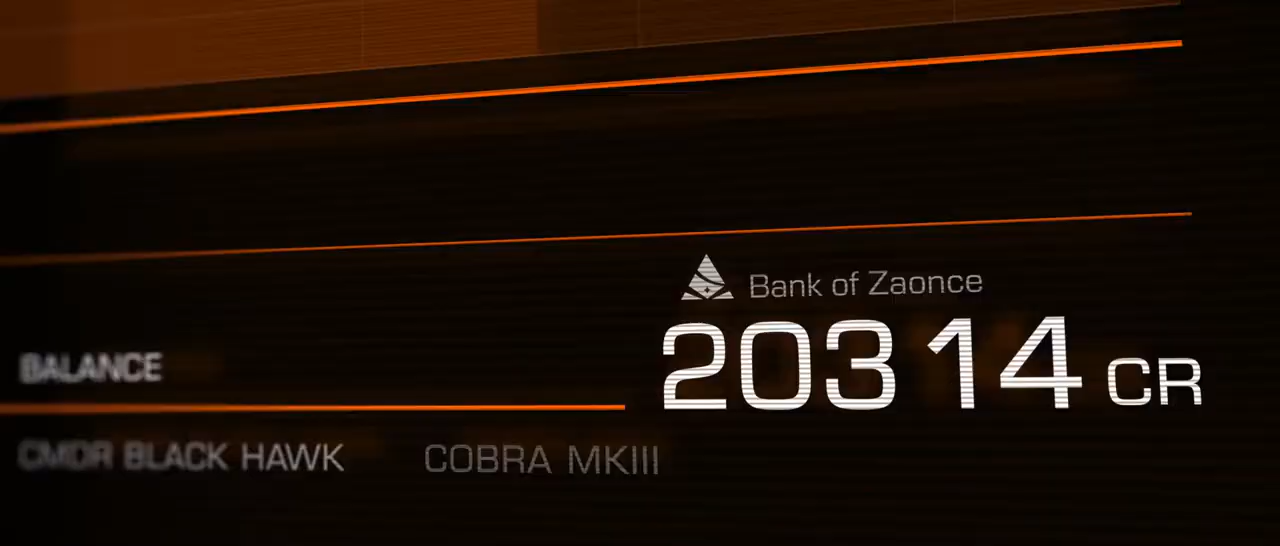 Bank of Zaonce
BALANCE
20314 CR
CMDR BLACK HAWK
COBRA MKIII